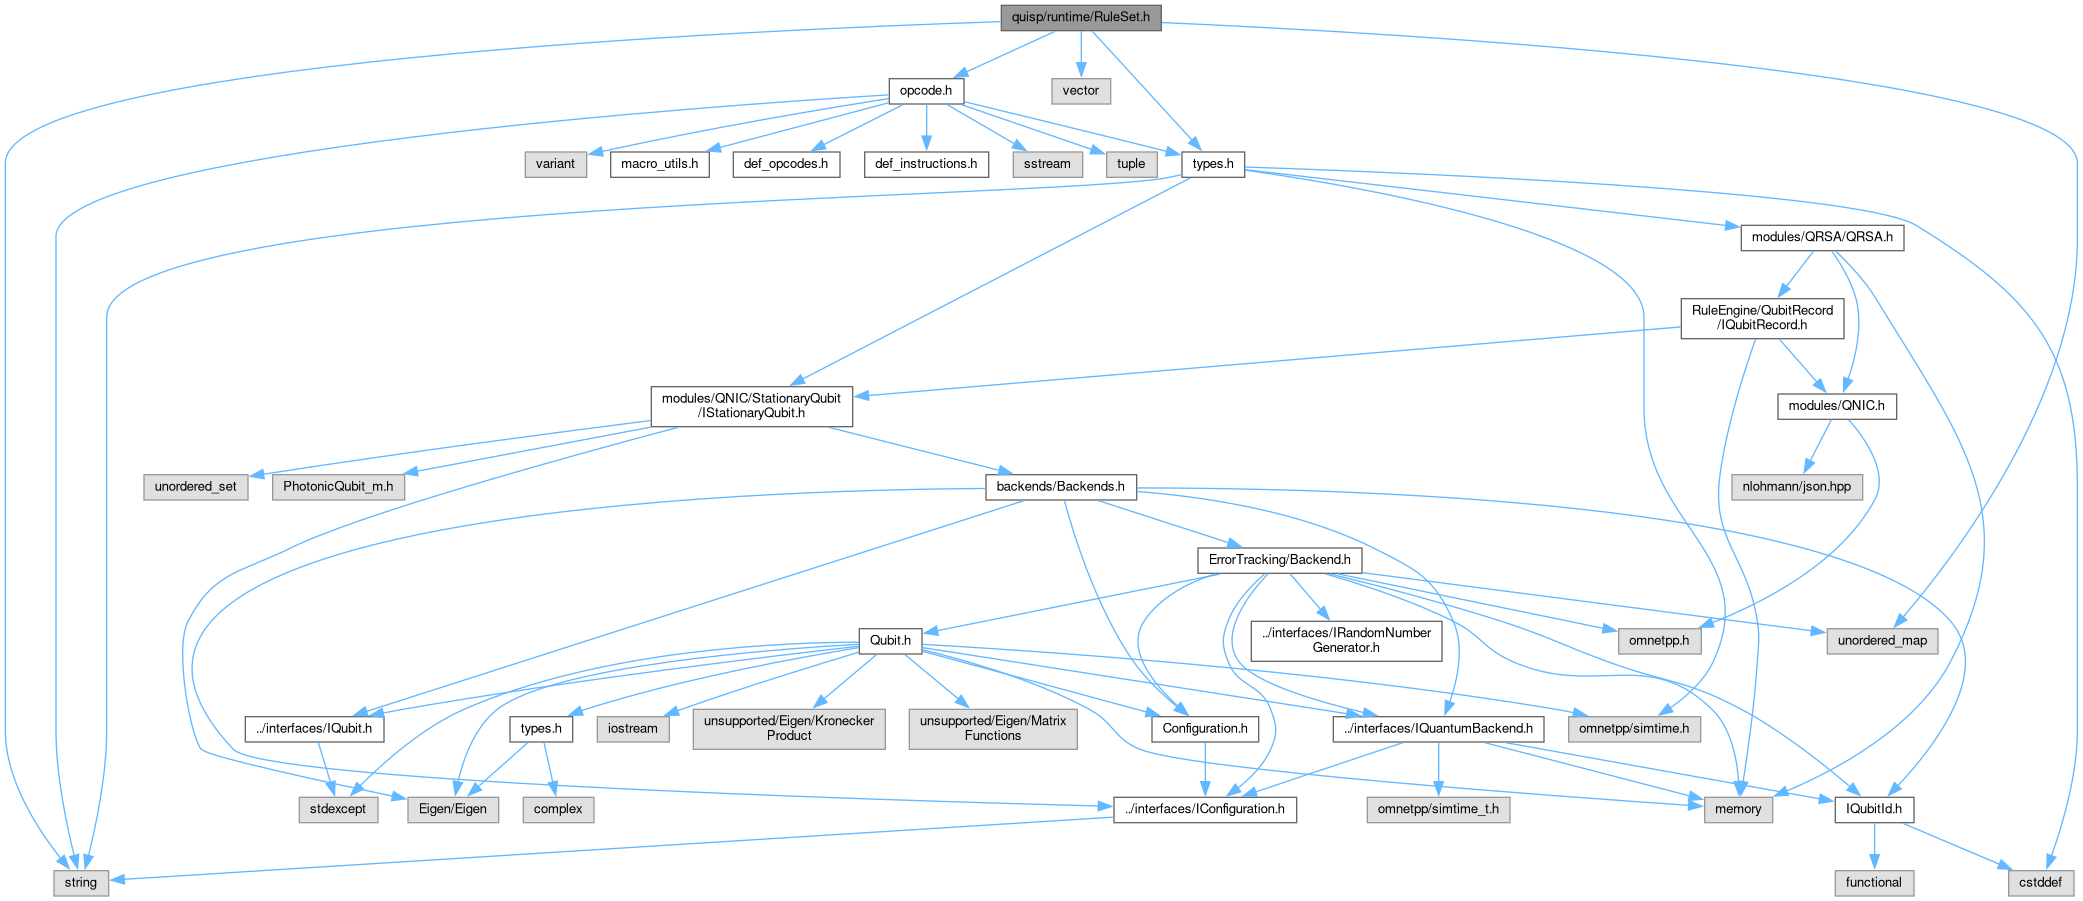 quisp/runtime/RuleSet.h
opcode.h
vector
variant
macro_utils.h
def_opcodes.h
def_instructions.h
sstream
tuple
types.h
modules/QRSA/QRSA.h
RuleEngine/QubitRecord
/IQubitRecord.h
modules/QNIC/StationaryQubit
/IStationaryQubit.h
modules/QNIC.h
unordered_set
PhotonicQubit_m.h
backends/Backends.h
nlohmann/json.hpp
ErrorTracking/Backend.h
Qubit.h
../interfaces/IRandomNumber
Generator.h
omnetpp.h
unordered_map
../interfaces/IQubit.h
types.h
iostream
unsupported/Eigen/Kronecker
Product
unsupported/Eigen/Matrix
Functions
Configuration.h
../interfaces/IQuantumBackend.h
omnetpp/simtime.h
stdexcept
Eigen/Eigen
complex
../interfaces/IConfiguration.h
omnetpp/simtime_t.h
memory
IQubitId.h
string
functional
cstddef